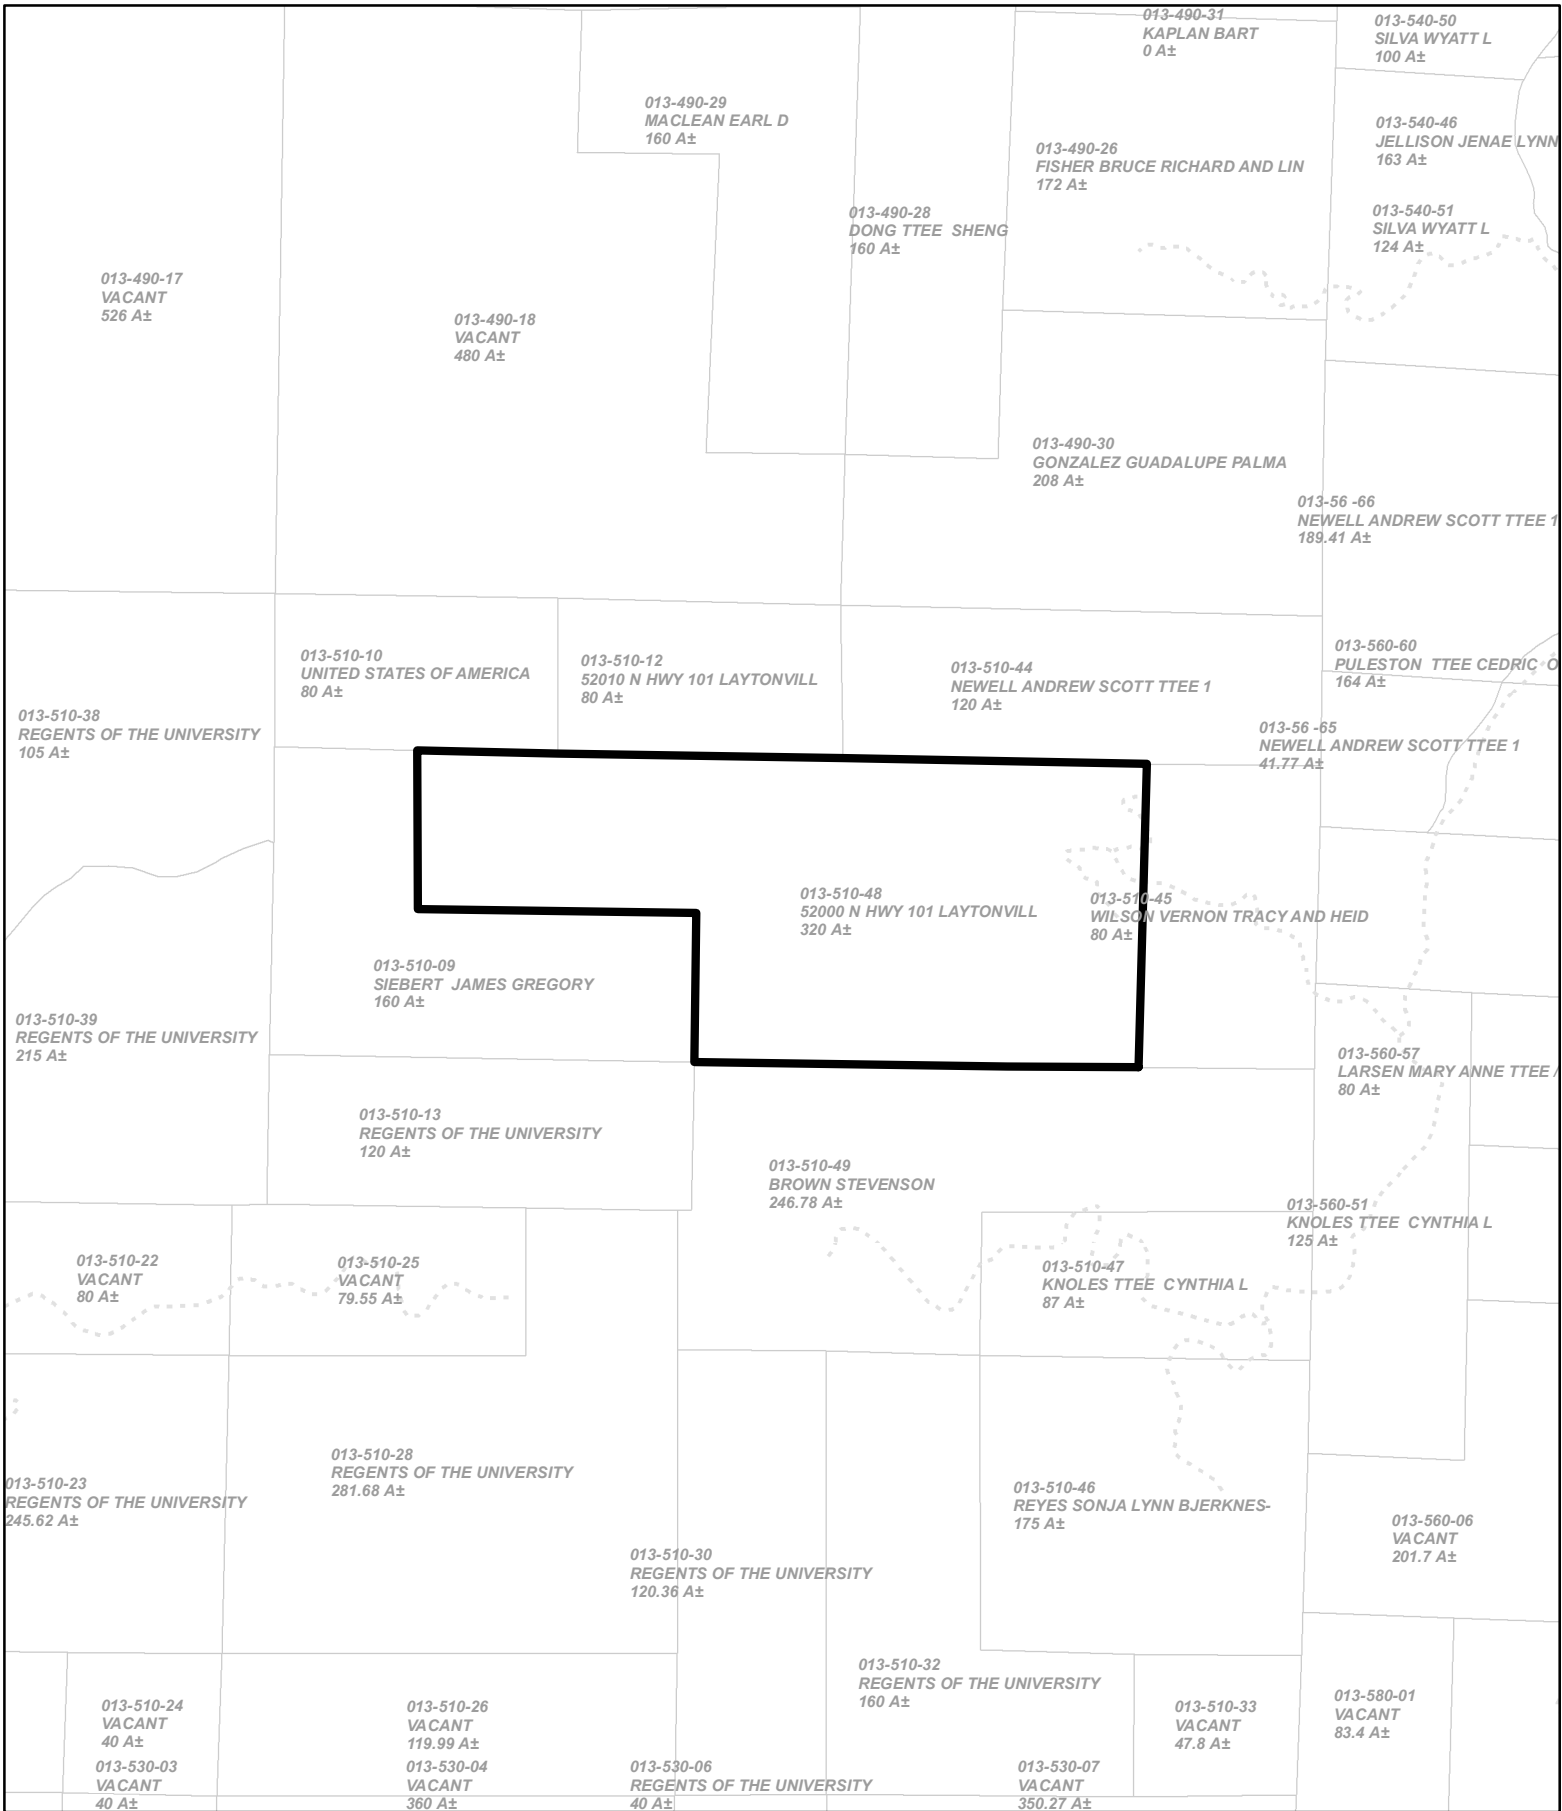 013-490-31
KAPLAN BART
0 A±
013-540-50
SILVA WYATT L
100 A±
013-490-29
MACLEAN EARL D
160 A±
013-540-46
JELLISON JENAE LYNN
163 A±
013-490-26
FISHER BRUCE RICHARD AND LIN
172 A±
013-490-28
DONG TTEE  SHENG
160 A±
013-540-51
SILVA WYATT L
124 A±
013-490-17
VACANT
526 A±
013-490-18
VACANT
480 A±
013-490-30
GONZALEZ GUADALUPE PALMA
208 A±
013-56 -66
NEWELL ANDREW SCOTT TTEE 1
189.41 A±
013-510-10
UNITED STATES OF AMERICA
80 A±
013-510-12
52010 N HWY 101 LAYTONVILL
80 A±
013-510-44
NEWELL ANDREW SCOTT TTEE 1
120 A±
013-560-60
PULESTON  TTEE CEDRIC  O
164 A±
013-510-38
REGENTS OF THE UNIVERSITY
105 A±
013-56 -65
NEWELL ANDREW SCOTT TTEE 1
41.77 A±
013-510-48
52000 N HWY 101 LAYTONVILL
320 A±
013-510-45
WILSON VERNON TRACY AND HEID
80 A±
013-510-09
SIEBERT  JAMES GREGORY
160 A±
013-510-39
REGENTS OF THE UNIVERSITY
215 A±
013-560-57
LARSEN MARY ANNE TTEE /
80 A±
013-510-13
REGENTS OF THE UNIVERSITY
120 A±
013-510-49
BROWN STEVENSON
246.78 A±
013-560-51
KNOLES TTEE  CYNTHIA L
125 A±
013-510-22
VACANT
80 A±
013-510-25
VACANT
79.55 A±
013-510-47
KNOLES TTEE  CYNTHIA L
87 A±
013-510-28
REGENTS OF THE UNIVERSITY
281.68 A±
013-510-23
REGENTS OF THE UNIVERSITY
245.62 A±
013-510-46
REYES SONJA LYNN BJERKNES-
175 A±
013-560-06
VACANT
201.7 A±
013-510-30
REGENTS OF THE UNIVERSITY
120.36 A±
013-510-32
REGENTS OF THE UNIVERSITY
160 A±
013-510-24
VACANT
40 A±
013-510-26
VACANT
119.99 A±
013-510-33
VACANT
47.8 A±
013-580-01
VACANT
83.4 A±
013-530-03
VACANT
40 A±
013-530-04
VACANT
360 A±
013-530-06
REGENTS OF THE UNIVERSITY
40 A±
013-530-07
VACANT
350.27 A±